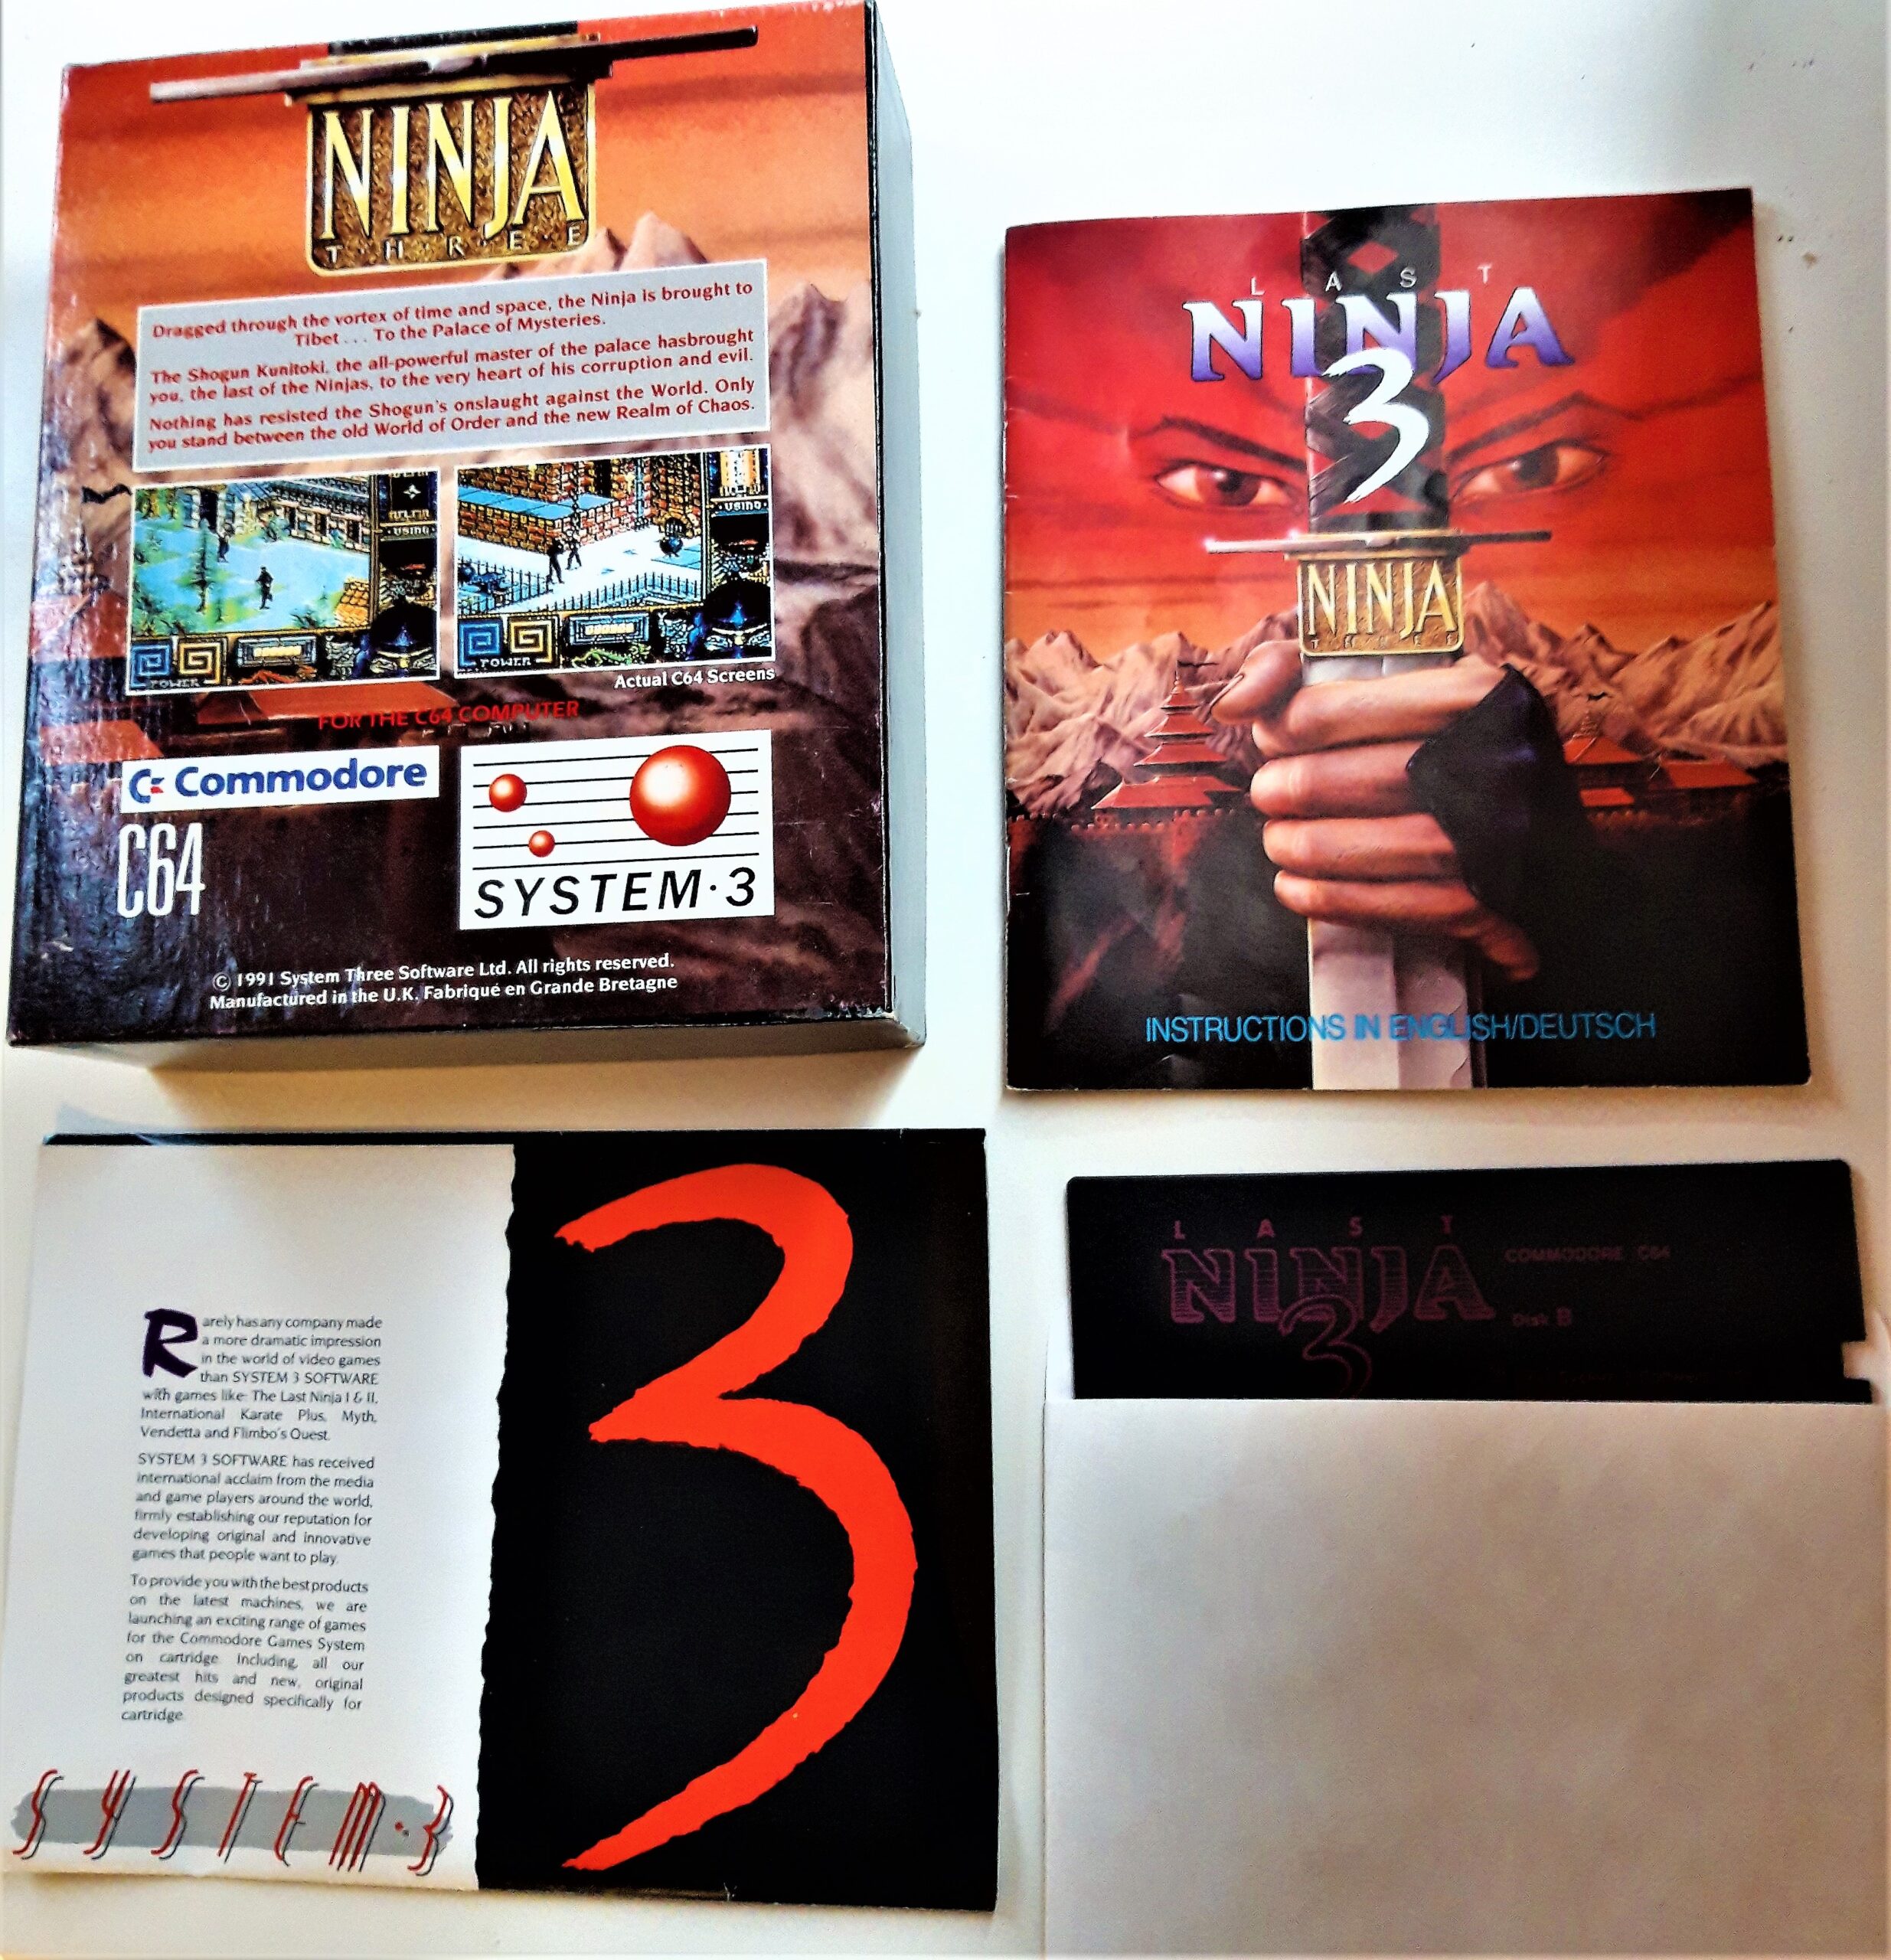 NINJA
THREE
Dragged through the vortex of time and space, the Ninja is brought to
Tibet . . . To the Palace of Mysteries.
The Shogun Kunitoki, the all-powerful master of the palace hasbrought
you, the last of the Ninjas, to the very heart of his corruption and evil.
Nothing has resisted the Shogun's onslaught against the World. Only
you stand between the old World of Order and the new Realm of Chaos.
USING
USING
POWER
POWER
Actual C64 Screens
FOR THE C64 COMPUTER
Commodore
C64
SYSTEM·3
© 1991 System Three Software Ltd. All rights reserved.
Manufactured in the U.K. Fabriqué en Grande Bretagne
LAST
NINJA
3
NINJA
THREE
INSTRUCTIONS IN ENGLISH/DEUTSCH
Rarely has any company made
a more dramatic impression
in the world of video games
than SYSTEM 3 SOFTWARE
with games like The Last Ninja I & II,
International Karate Plus, Myth,
Vendetta and Flimbo's Quest.
SYSTEM 3 SOFTWARE has received
international acclaim from the media
and game players around the world,
firmly establishing our reputation for
developing original and innovative
games that people want to play.
To provide you with the best products
on the latest machines, we are
launching an exciting range of games
for the Commodore Games System
on cartridge. Including, all our
greatest hits and new, original
products designed specifically for
cartridge.
SYSTEM·3
3
LAST
NINJA
3
COMMODORE C64
Disk B